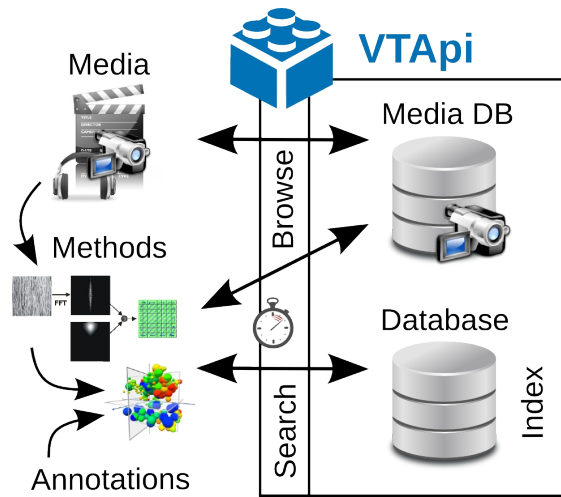 VTApi
Media
Media DB
Browse
Methods
FFT
Database
Search
Index
Annotations